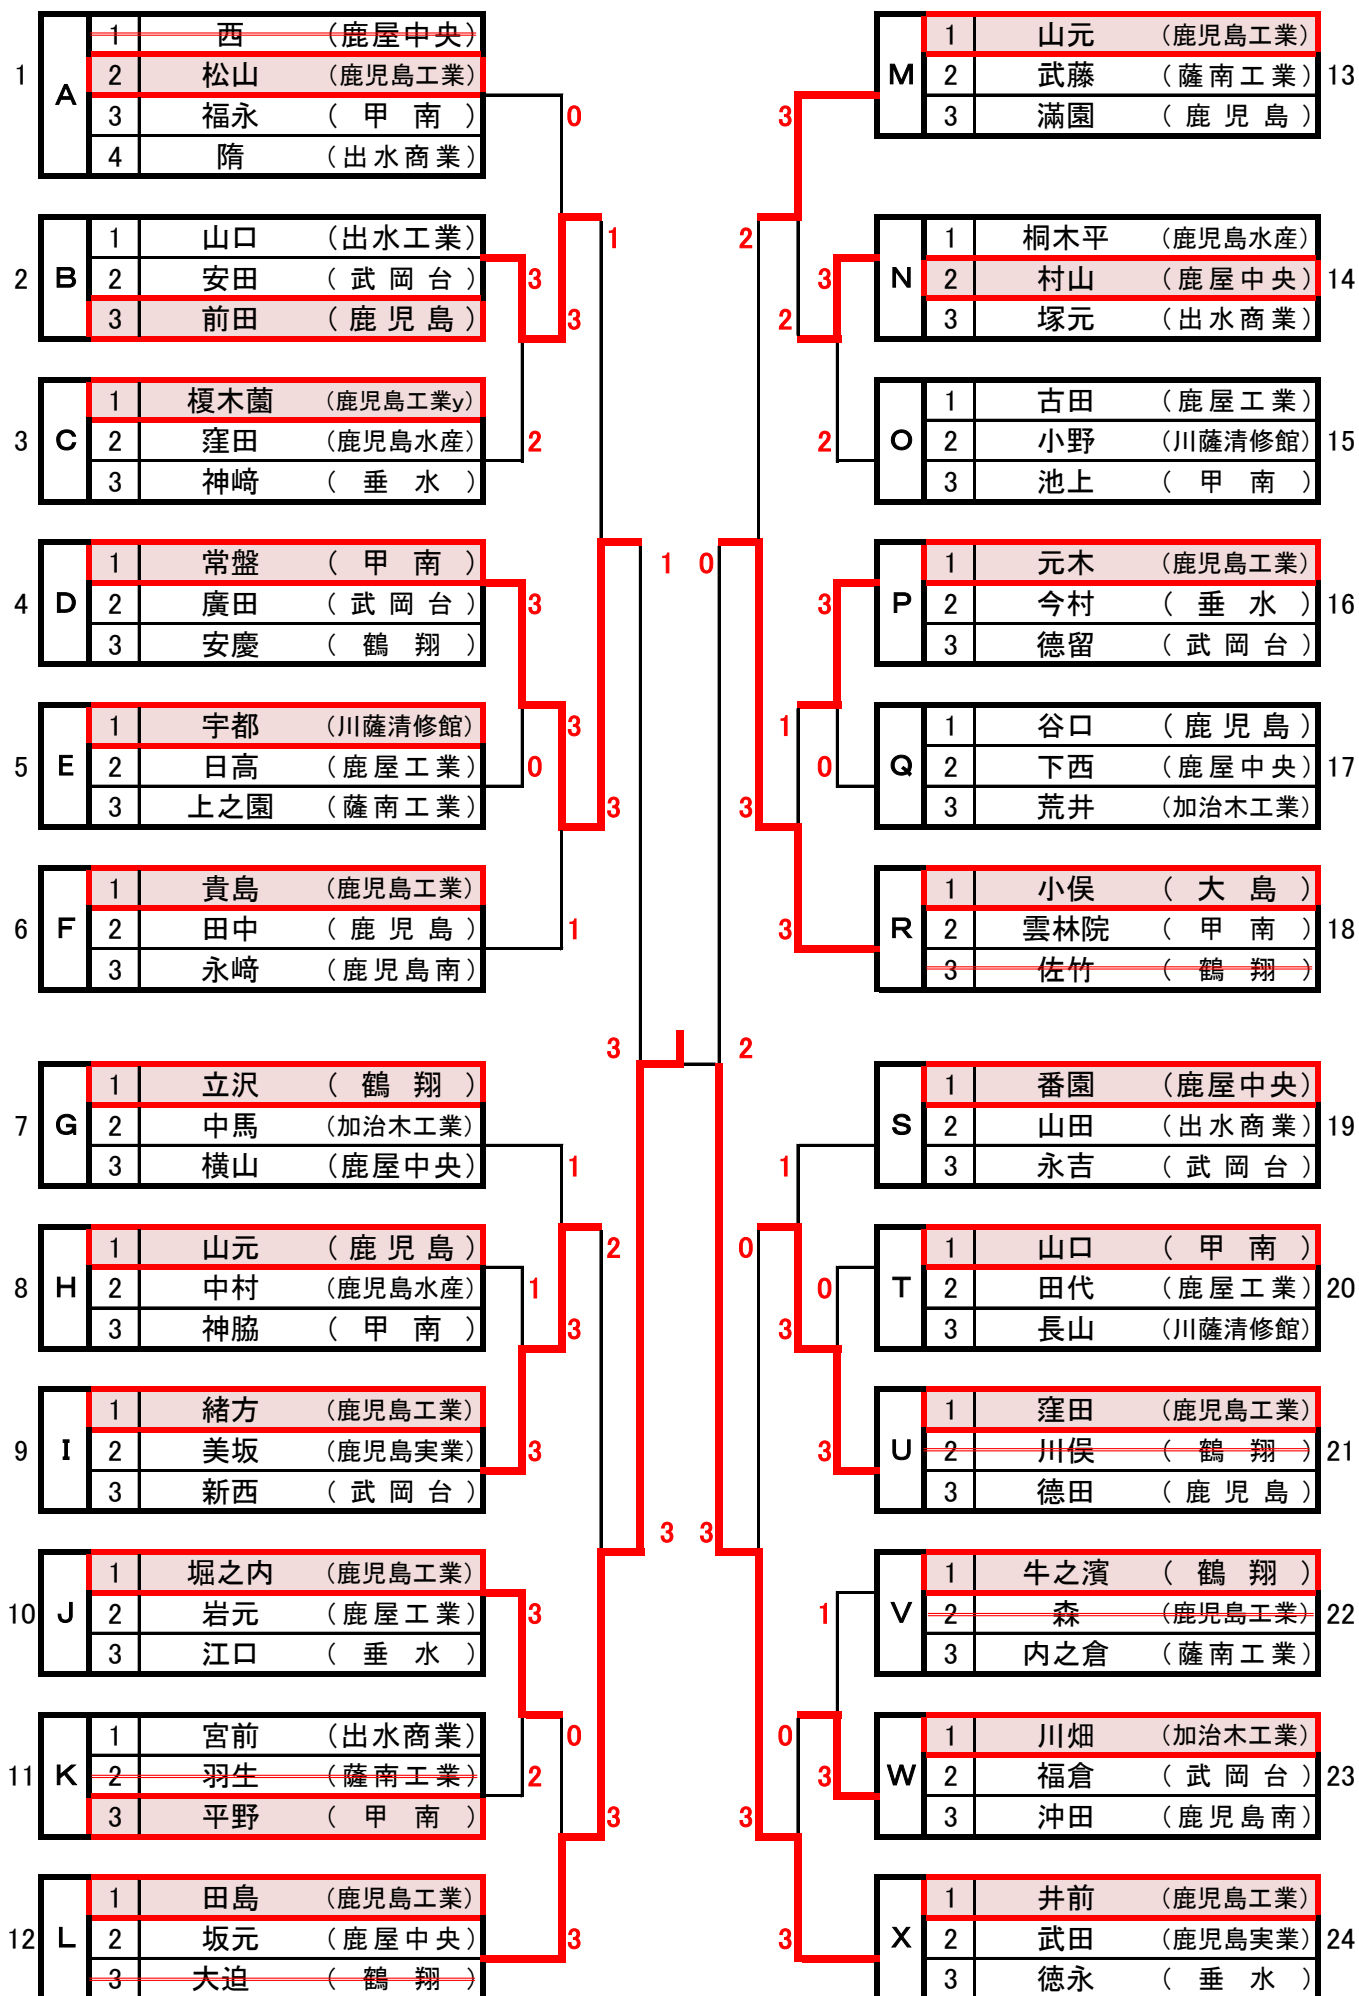 1 A
1 西 (鹿屋中央)
2 松山 (鹿児島工業)
3 福永 (甲南)
4 隋 (出水商業)
2 B
1 山口 (出水工業)
2 安田 (武岡台)
3 前田 (鹿児島)
3 C
1 榎木薗 (鹿児島工業y)
2 窪田 (鹿児島水産)
3 神﨑 (垂水)
4 D
1 常盤 (甲南)
2 廣田 (武岡台)
3 安慶 (鶴翔)
5 E
1 宇都 (川薩清修館)
2 日高 (鹿屋工業)
3 上之園 (薩南工業)
6 F
1 貴島 (鹿児島工業)
2 田中 (鹿児島)
3 永﨑 (鹿児島南)
7 G
1 立沢 (鶴翔)
2 中馬 (加治木工業)
3 横山 (鹿屋中央)
8 H
1 山元 (鹿児島)
2 中村 (鹿児島水産)
3 神脇 (甲南)
9 I
1 緒方 (鹿児島工業)
2 美坂 (鹿児島実業)
3 新西 (武岡台)
10 J
1 堀之内 (鹿児島工業)
2 岩元 (鹿屋工業)
3 江口 (垂水)
11 K
1 宮前 (出水商業)
2 羽生 (薩南工業)
3 平野 (甲南)
12 L
1 田島 (鹿児島工業)
2 坂元 (鹿屋中央)
3 大迫 (鶴翔)
0
3
3
2
1
3
0
3
1
3
1
1
1
3
3
2
3
2
0
3
3
3
1 0
3 2
3 3
3
3
2
2
2
3
0
1
3
3
1
0
3
3
0
1
3
0
3
3
M 13
1 山元 (鹿児島工業)
2 武藤 (薩南工業)
3 滿園 (鹿児島)
N 14
1 桐木平 (鹿児島水産)
2 村山 (鹿屋中央)
3 塚元 (出水商業)
O 15
1 古田 (鹿屋工業)
2 小野 (川薩清修館)
3 池上 (甲南)
P 16
1 元木 (鹿児島工業)
2 今村 (垂水)
3 德留 (武岡台)
Q 17
1 谷口 (鹿児島)
2 下西 (鹿屋中央)
3 荒井 (加治木工業)
R 18
1 小俣 (大島)
2 雲林院 (甲南)
3 佐竹 (鶴翔)
S 19
1 番園 (鹿屋中央)
2 山田 (出水商業)
3 永吉 (武岡台)
T 20
1 山口 (甲南)
2 田代 (鹿屋工業)
3 長山 (川薩清修館)
U 21
1 窪田 (鹿児島工業)
2 川俣 (鶴翔)
3 德田 (鹿児島)
V 22
1 牛之濱 (鶴翔)
2 森 (鹿児島工業)
3 内之倉 (薩南工業)
W 23
1 川畑 (加治木工業)
2 福倉 (武岡台)
3 沖田 (鹿児島南)
X 24
1 井前 (鹿児島工業)
2 武田 (鹿児島実業)
3 徳永 (垂水)